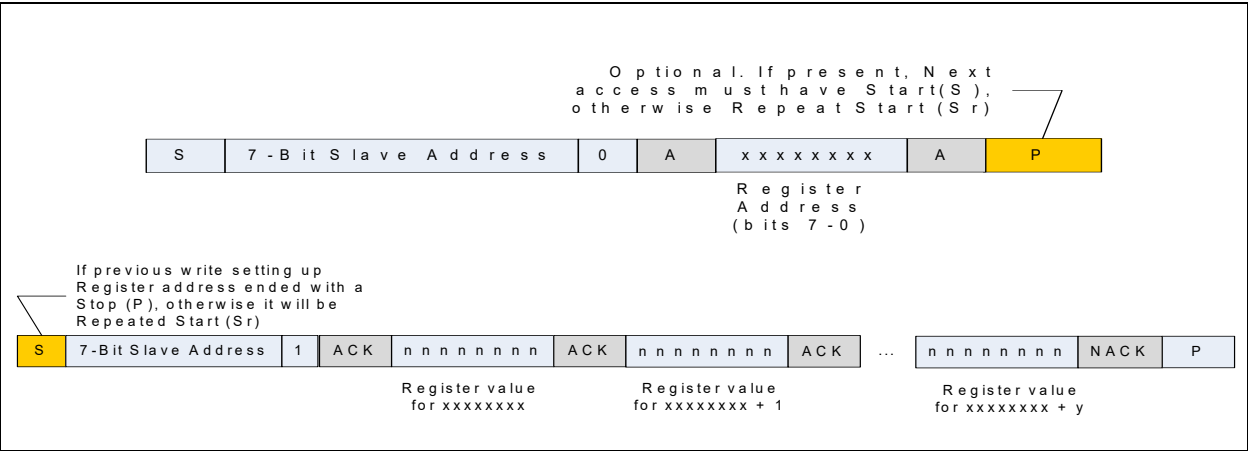 Optional. If present, Next
access must have Start(S),
otherwise Repeat Start (Sr)
S 7-Bit Slave Address 0 A xxxxxxxx A P
Register
Address
(bits 7-0)
If previous write setting up
Register address ended with a
Stop (P), otherwise it will be
Repeated Start (Sr)
S 7-Bit Slave Address 1 ACK nnnnnnnn ACK nnnnnnnn ACK ... nnnnnnnn NACK P
Register value
for xxxxxxxx
Register value
for xxxxxxxx + 1
Register value
for xxxxxxxx + y